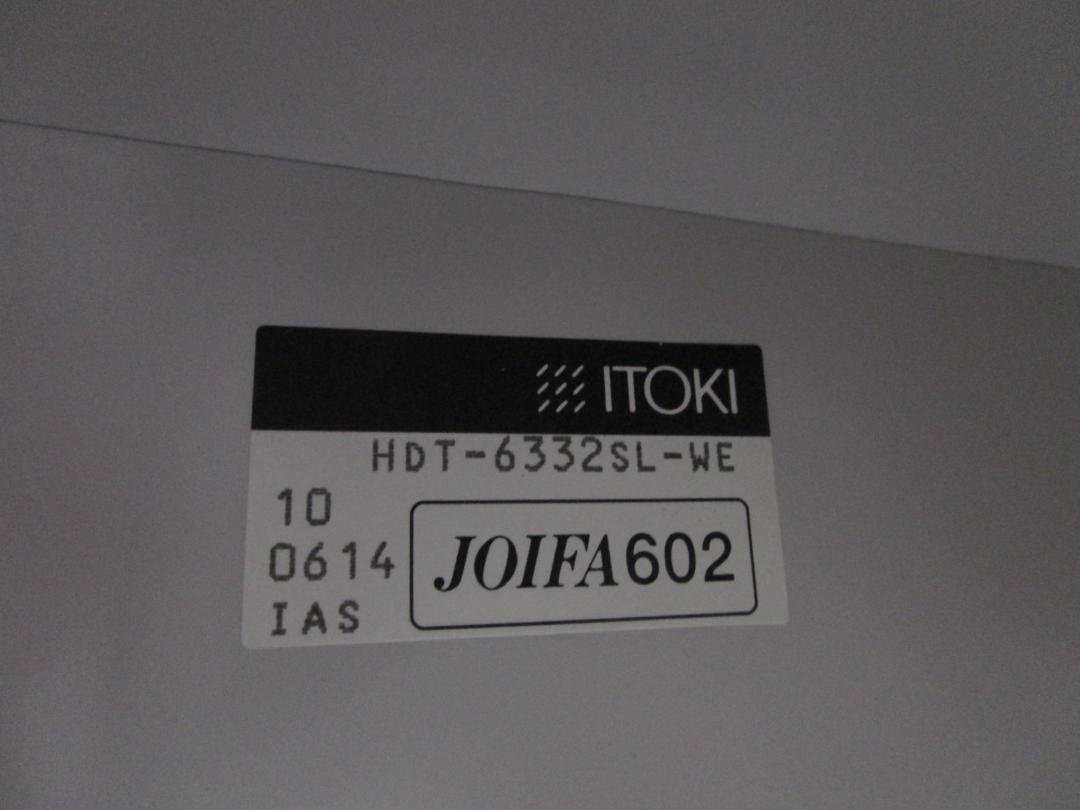 ITOKI
HDT-6332SL-WE
10
0614
IAS
JOIFA602